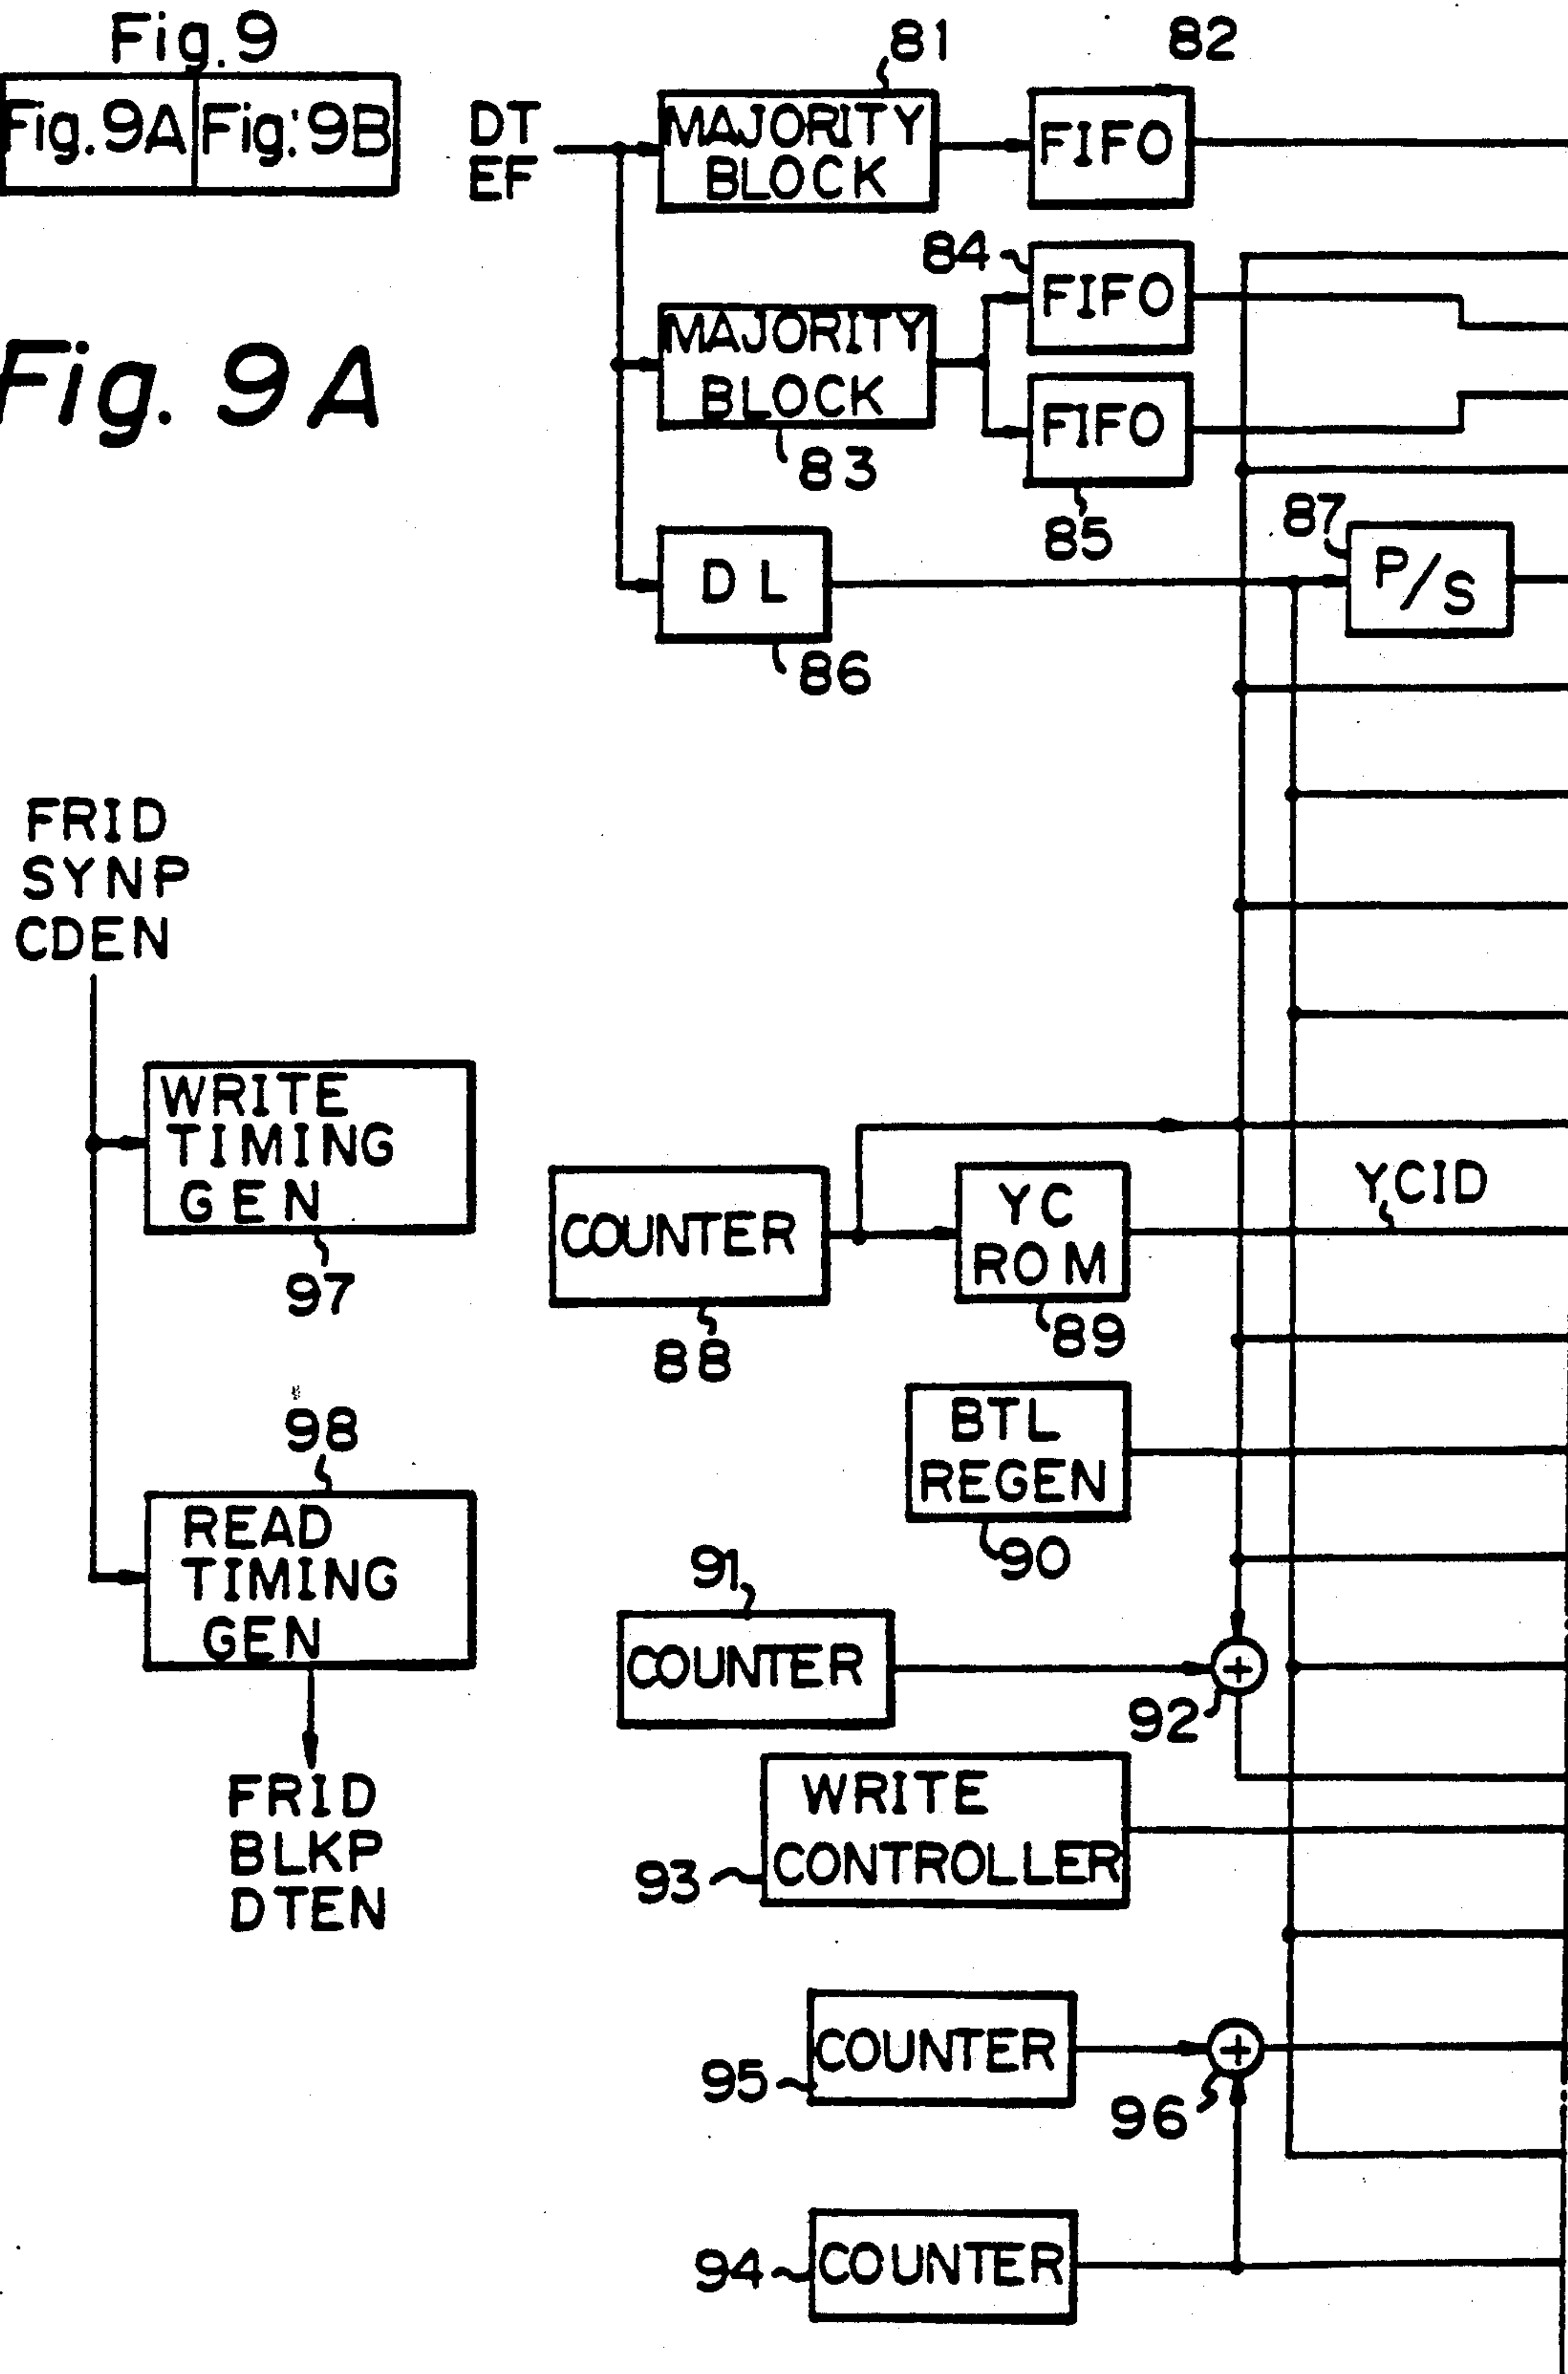 Fig. 9
Fig. 9A
Fig. 9B
Fig. 9A
81
82
DT
EF
MAJORITY
BLOCK
FIFO
84
FIFO
MAJORITY
BLOCK
83
FIFO
85
87
P/S
DL
86
FRID
SYNP
CDEN
WRITE
TIMING
GEN
97
COUNTER
88
YC
ROM
89
YCID
98
READ
TIMING
GEN
BTL
REGEN
90
91
COUNTER
+
92
FRID
BLKP
DTEN
WRITE
CONTROLLER
93
COUNTER
95
+
96
94
COUNTER